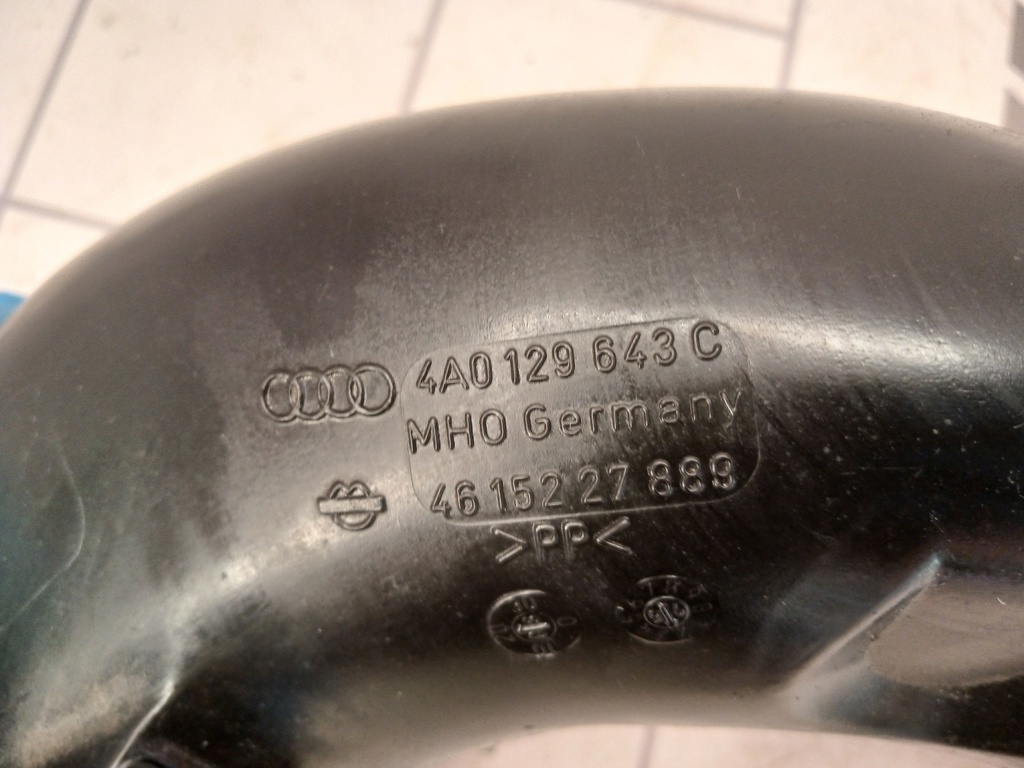 4A0 129 643 C
MHO Germany
46 152 27 889
>PP<